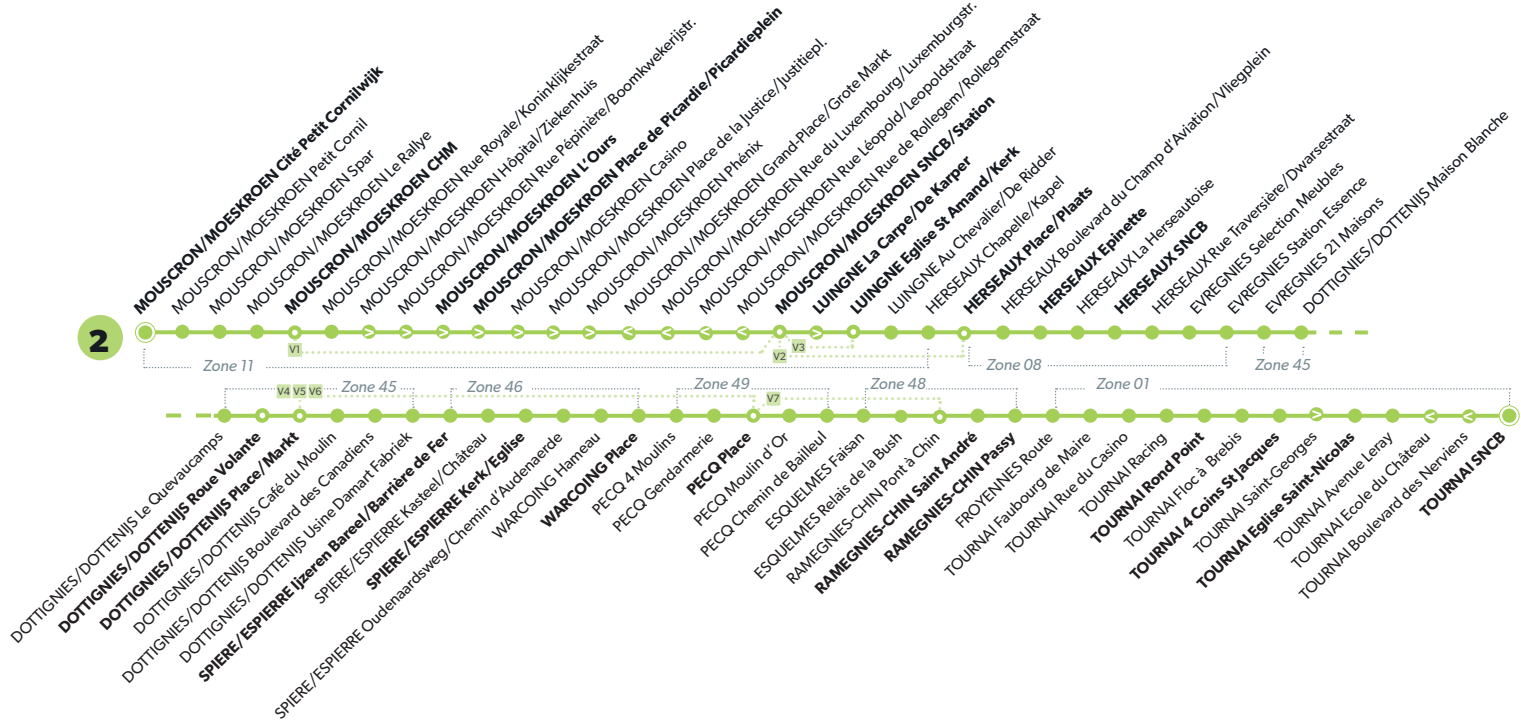 MOUSCRON/MOESKROEN Cité Petit Cornilwijk
MOUSCRON/MOESKROEN Petit Cornil
MOUSCRON/MOESKROEN Spar
MOUSCRON/MOESKROEN Le Rallye
MOUSCRON/MOESKROEN CHM
MOUSCRON/MOESKROEN Rue Royale/Koninklijkestraat
MOUSCRON/MOESKROEN Hôpital/Ziekenhuis
MOUSCRON/MOESKROEN Rue Pépinière/Boomkwekerijstr.
MOUSCRON/MOESKROEN L'Ours
MOUSCRON/MOESKROEN Place de Picardie/Picardieplein
MOUSCRON/MOESKROEN Casino
MOUSCRON/MOESKROEN Place de la Justice/Justitiepl.
MOUSCRON/MOESKROEN Phénix
MOUSCRON/MOESKROEN Grand-Place/Grote Markt
MOUSCRON/MOESKROEN Rue du Luxembourg/Luxemburgstr.
MOUSCRON/MOESKROEN Rue Léopold/Leopoldstraat
MOUSCRON/MOESKROEN Rue de Rollegem/Rollegemstraat
MOUSCRON/MOESKROEN SNCB/Station
LUINGNE La Carpe/De Karper
LUINGNE Eglise St Amand/Kerk
LUINGNE Au Chevalier/De Ridder
HERSEAUX Chapelle/Kapel
HERSEAUX Place/Plaats
HERSEAUX Boulevard du Champ d'Aviation/Vliegplein
HERSEAUX Epinette
HERSEAUX La Herseautoise
HERSEAUX SNCB
HERSEAUX Rue Traversière/Dwarsestraat
EVREGNIES Selection Meubles
EVREGNIES Station Essence
EVREGNIES 21 Maisons
DOTTIGNIES/DOTTENIJS Maison Blanche
2
V1
V2
V3
Zone 11
Zone 08
Zone 45
V4 V5 V6
Zone 45
Zone 46
Zone 49
V7
Zone 48
Zone 01
DOTTIGNIES/DOTTENIJS Le Quevaucamps
DOTTIGNIES/DOTTENIJS Roue Volante
DOTTIGNIES/DOTTENIJS Place/Markt
DOTTIGNIES/DOTTENIJS Café du Moulin
DOTTIGNIES/DOTTENIJS Boulevard des Canadiens
DOTTIGNIES/DOTTENIJS Usine Damart Fabriek
SPIERE/ESPIERRE Ijzeren Bareel/Barrière de Fer
SPIERE/ESPIERRE Kasteel/Château
SPIERE/ESPIERRE Kerk/Eglise
SPIERE/ESPIERRE Oudenaardsweg/Chemin d'Audenaerde
WARCOING Hameau
WARCOING Place
PECQ 4 Moulins
PECQ Gendarmerie
PECQ Place
PECQ Moulin d'Or
PECQ Chemin de Bailleul
ESQUELMES Faisan
ESQUELMES Relais de la Bush
RAMEGNIES-CHIN Pont à Chin
RAMEGNIES-CHIN Saint André
RAMEGNIES-CHIN Passy
FROYENNES Route
TOURNAI Faubourg de Maire
TOURNAI Rue du Casino
TOURNAI Racing
TOURNAI Rond Point
TOURNAI Floc à Brebis
TOURNAI 4 Coins St Jacques
TOURNAI Saint-Georges
TOURNAI Eglise Saint-Nicolas
TOURNAI Avenue Leray
TOURNAI Ecole du Château
TOURNAI Boulevard des Nerviens
TOURNAI SNCB